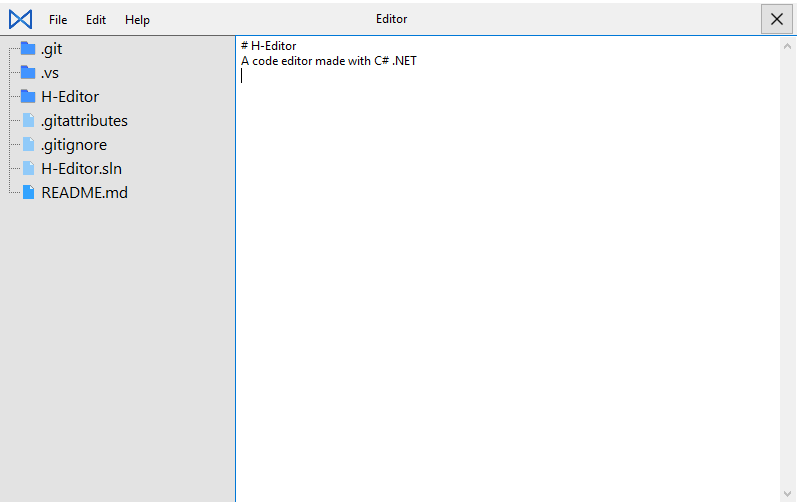 File Edit Help Editor
.git
.vs
H-Editor
.gitattributes
.gitignore
H-Editor.sln
README.md
# H-Editor
A code editor made with C# .NET